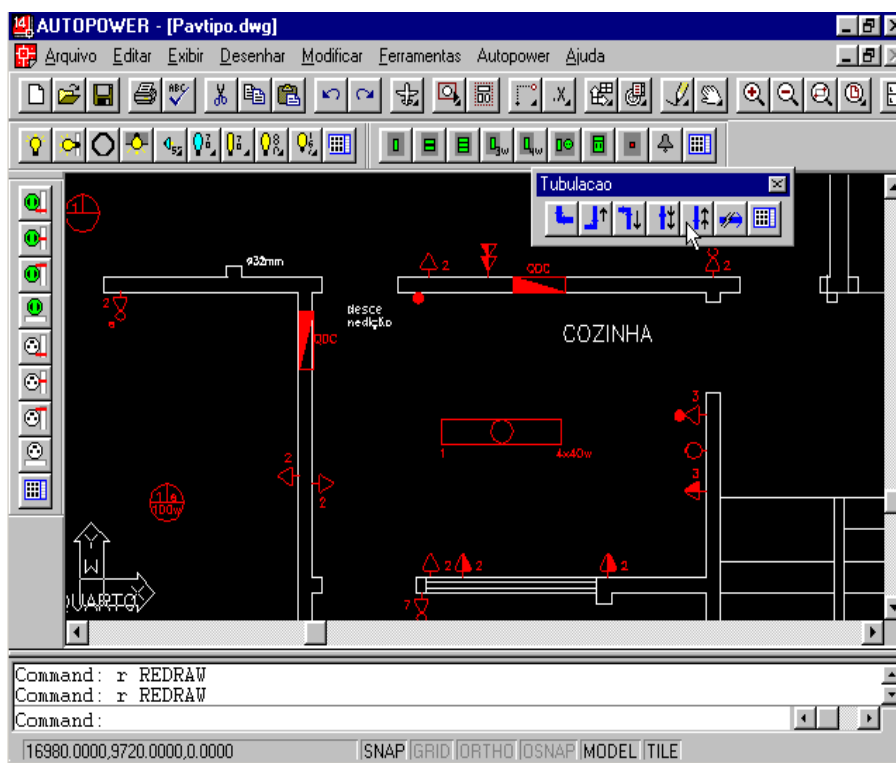 AUTOPOWER - [Pavtipo.dwg]
Arquivo Editar Exibir Desenhar Modificar Ferramentas Autopower Ajuda
Tubulacao
1
ø32mm
2
QDC
2
2
desce
medição
QDC
COZINHA
3
1
4x40w
3
2
2
1 a
100w
2
2
2
7
Y
W
X
QUARTO
Command: r REDRAW
Command: r REDRAW
Command:
16980.0000,9720.0000,0.0000
SNAP GRID ORTHO OSNAP MODEL TILE